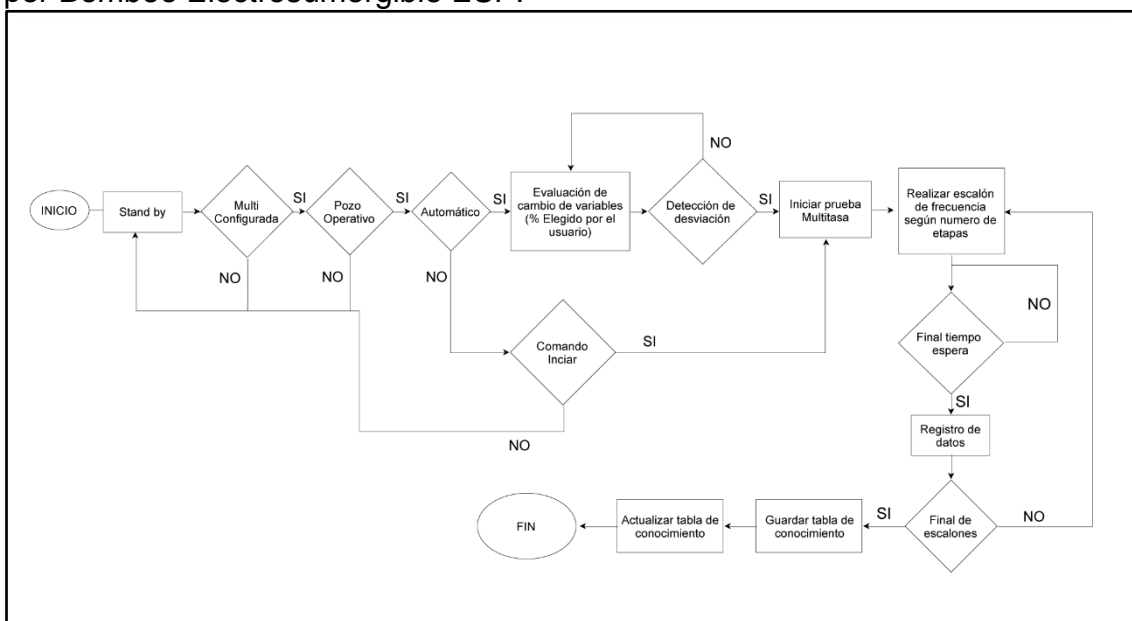 por Bombeo Electrosumergible ESP.
NO
INICIO
Stand by
Multi
Configurada
SI
Pozo
Operativo
SI
Automático
SI
Evaluación de
cambio de variables
(% Elegido por el
usuario)
Detección de
desviación
SI
Iniciar prueba
Multitasa
Realizar escalón
de frecuencia
según numero de
etapas
NO
NO
NO
NO
Comando
Inciar
SI
NO
Final tiempo
espera
SI
Registro de
datos
Final de
escalones
NO
SI
Guardar tabla de
conocimiento
Actualizar tabla de
conocimiento
FIN